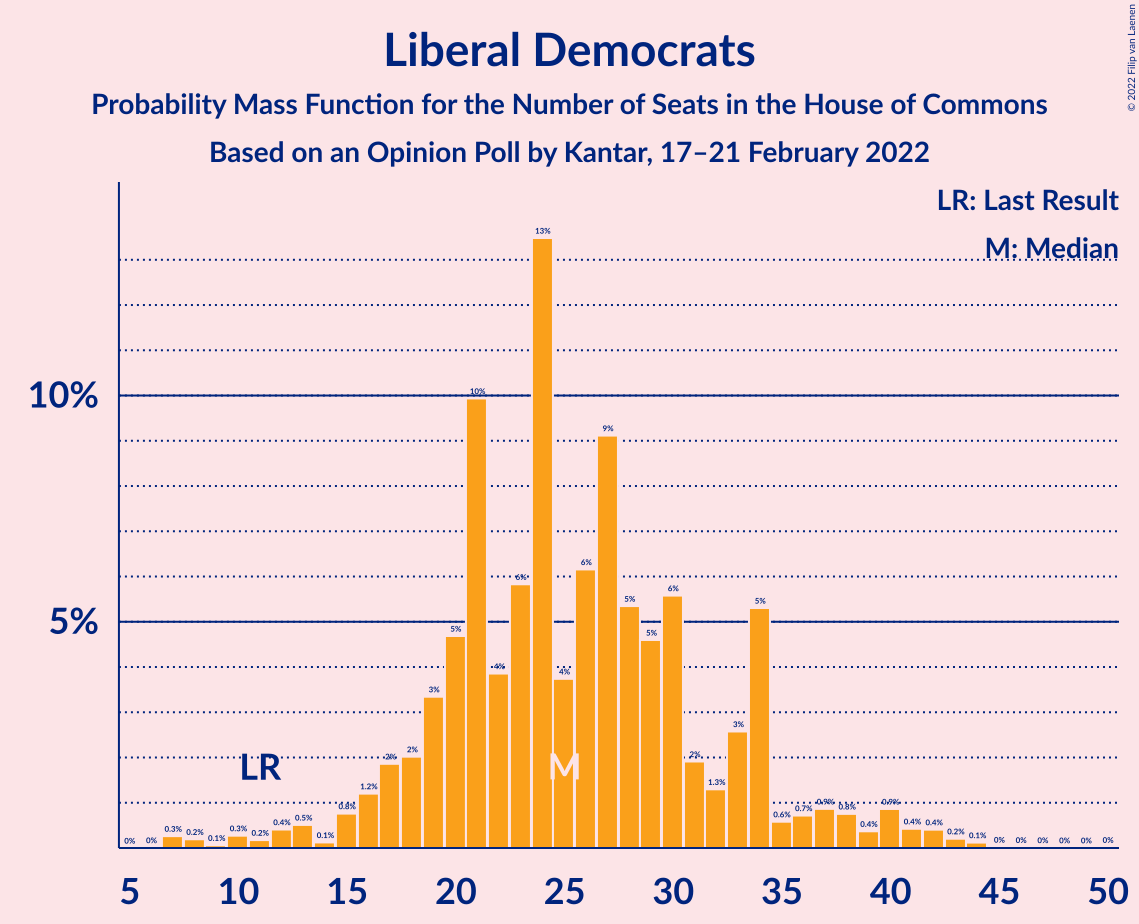 © 2022 Filip van Laenen
Liberal Democrats
Probability Mass Function for the Number of Seats in the House of Commons
Based on an Opinion Poll by Kantar, 17–21 February 2022
LR: Last Result
M: Median
10%
5%
0% 0% 0.3% 0.2% 0.1% 0.3% 0.2% 0.4% 0.5% 0.1% 0.8% 1.2% 2% 2% 3% 5% 10% 4% 6% 13% 4% 6% 9% 5% 5% 6% 2% 1.3% 3% 5% 0.6% 0.7% 0.9% 0.8% 0.4% 0.9% 0.4% 0.4% 0.2% 0.1% 0% 0% 0% 0% 0% 0%
LR M
5 10 15 20 25 30 35 40 45 50